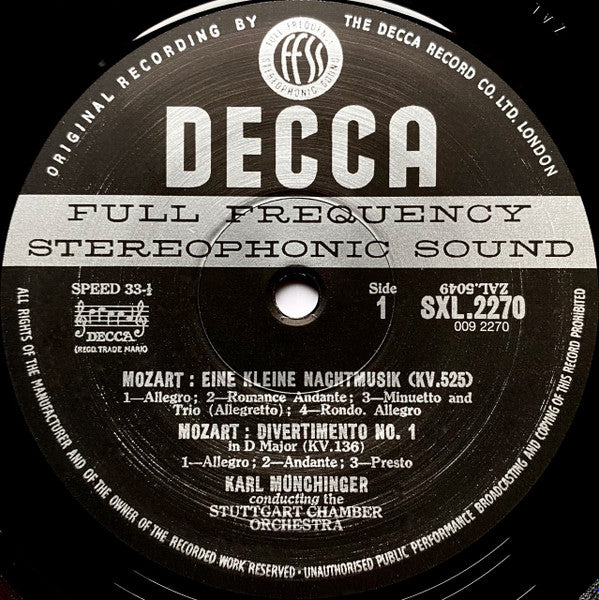 ORIGINAL RECORDING BY
THE DECCA RECORD CO. LTD. LONDON
FULL FREQUENCY
ffss
STEREOPHONIC SOUND
DECCA
FULL FREQUENCY
STEREOPHONIC SOUND
SPEED 33-⅓
DECCA
(REGD. TRADE MARK)
Side
1
ZAL.5049
SXL.2270
009 2270
MOZART : EINE KLEINE NACHTMUSIK (KV.525)
1—Allegro; 2—Romance Andante; 3—Minuetto and
Trio (Allegretto); 4—Rondo. Allegro
MOZART : DIVERTIMENTO NO. 1
in D Major (KV.136)
1—Allegro; 2—Andante; 3—Presto
KARL MÜNCHINGER
conducting the
STUTTGART CHAMBER
ORCHESTRA
ALL RIGHTS OF THE MANUFACTURER AND OF THE OWNER OF THE RECORDED WORK RESERVED · UNAUTHORISED PUBLIC PERFORMANCE BROADCASTING AND COPYING OF THIS RECORD PROHIBITED